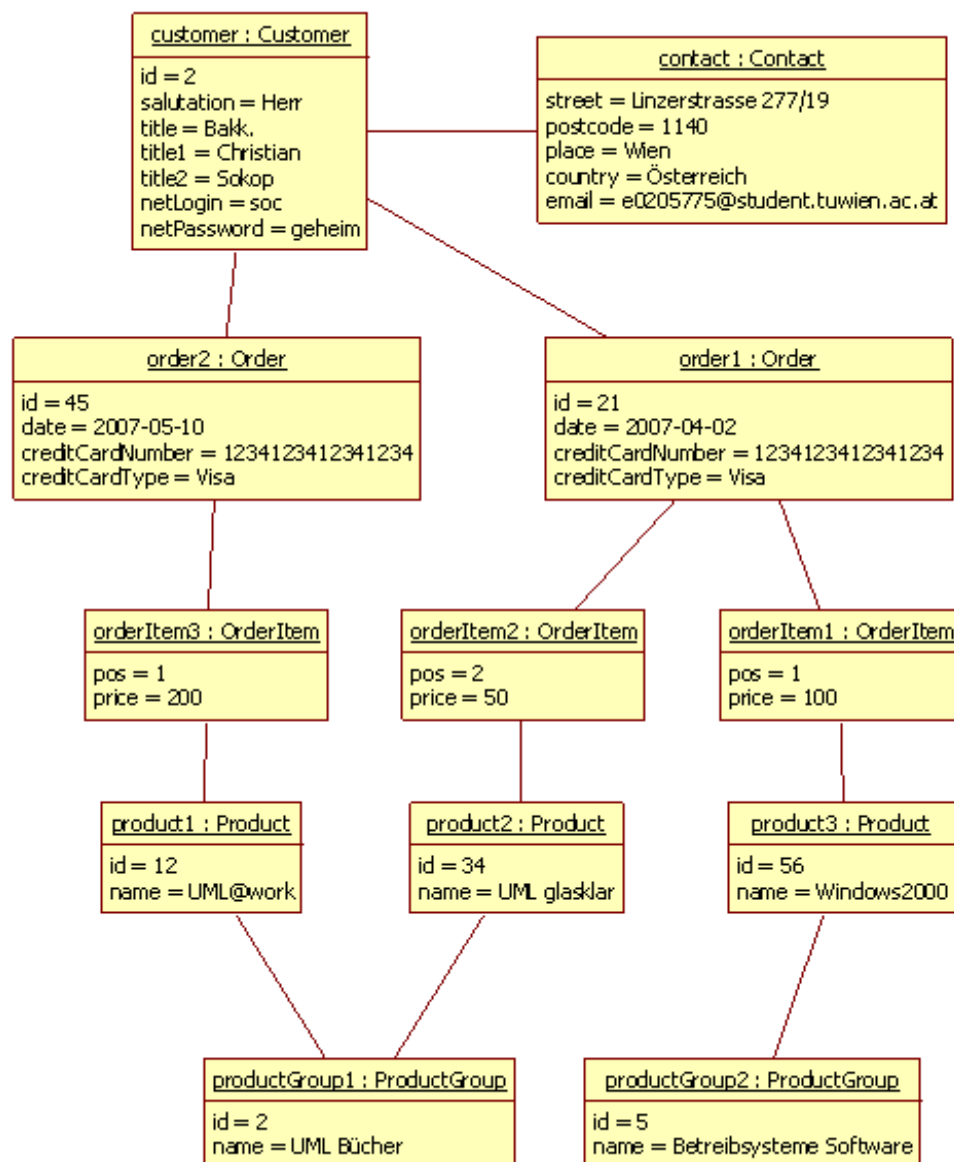 customer : Customer
id = 2
salutation = Herr
title = Bakk.
title1 = Christian
title2 = Sokop
netLogin = soc
netPassword = geheim
contact : Contact
street = Linzerstrasse 277/19
postcode = 1140
place = Wien
country = Österreich
email = e0205775@student.tuwien.ac.at
order2 : Order
id = 45
date = 2007-05-10
creditCardNumber = 1234123412341234
creditCardType = Visa
order1 : Order
id = 21
date = 2007-04-02
creditCardNumber = 1234123412341234
creditCardType = Visa
orderItem3 : OrderItem
pos = 1
price = 200
orderItem2 : OrderItem
pos = 2
price = 50
orderItem1 : OrderItem
pos = 1
price = 100
product1 : Product
id = 12
name = UML@work
product2 : Product
id = 34
name = UML glasklar
product3 : Product
id = 56
name = Windows2000
productGroup1 : ProductGroup
id = 2
name = UML Bücher
productGroup2 : ProductGroup
id = 5
name = Betreibsysteme Software